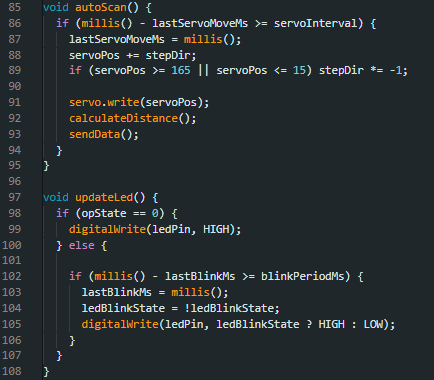 85 void autoScan() {
86   if (millis() - lastServoMoveMs >= servoInterval) {
87     lastServoMoveMs = millis();
88     servoPos += stepDir;
89     if (servoPos >= 165 || servoPos <= 15) stepDir *= -1;
90
91     servo.write(servoPos);
92     calculateDistance();
93     sendData();
94   }
95 }
96
97 void updateLed() {
98   if (opState == 0) {
99     digitalWrite(ledPin, HIGH);
100   } else {
101
102     if (millis() - lastBlinkMs >= blinkPeriodMs) {
103       lastBlinkMs = millis();
104       ledBlinkState = !ledBlinkState;
105       digitalWrite(ledPin, ledBlinkState ? HIGH : LOW);
106     }
107   }
108 }